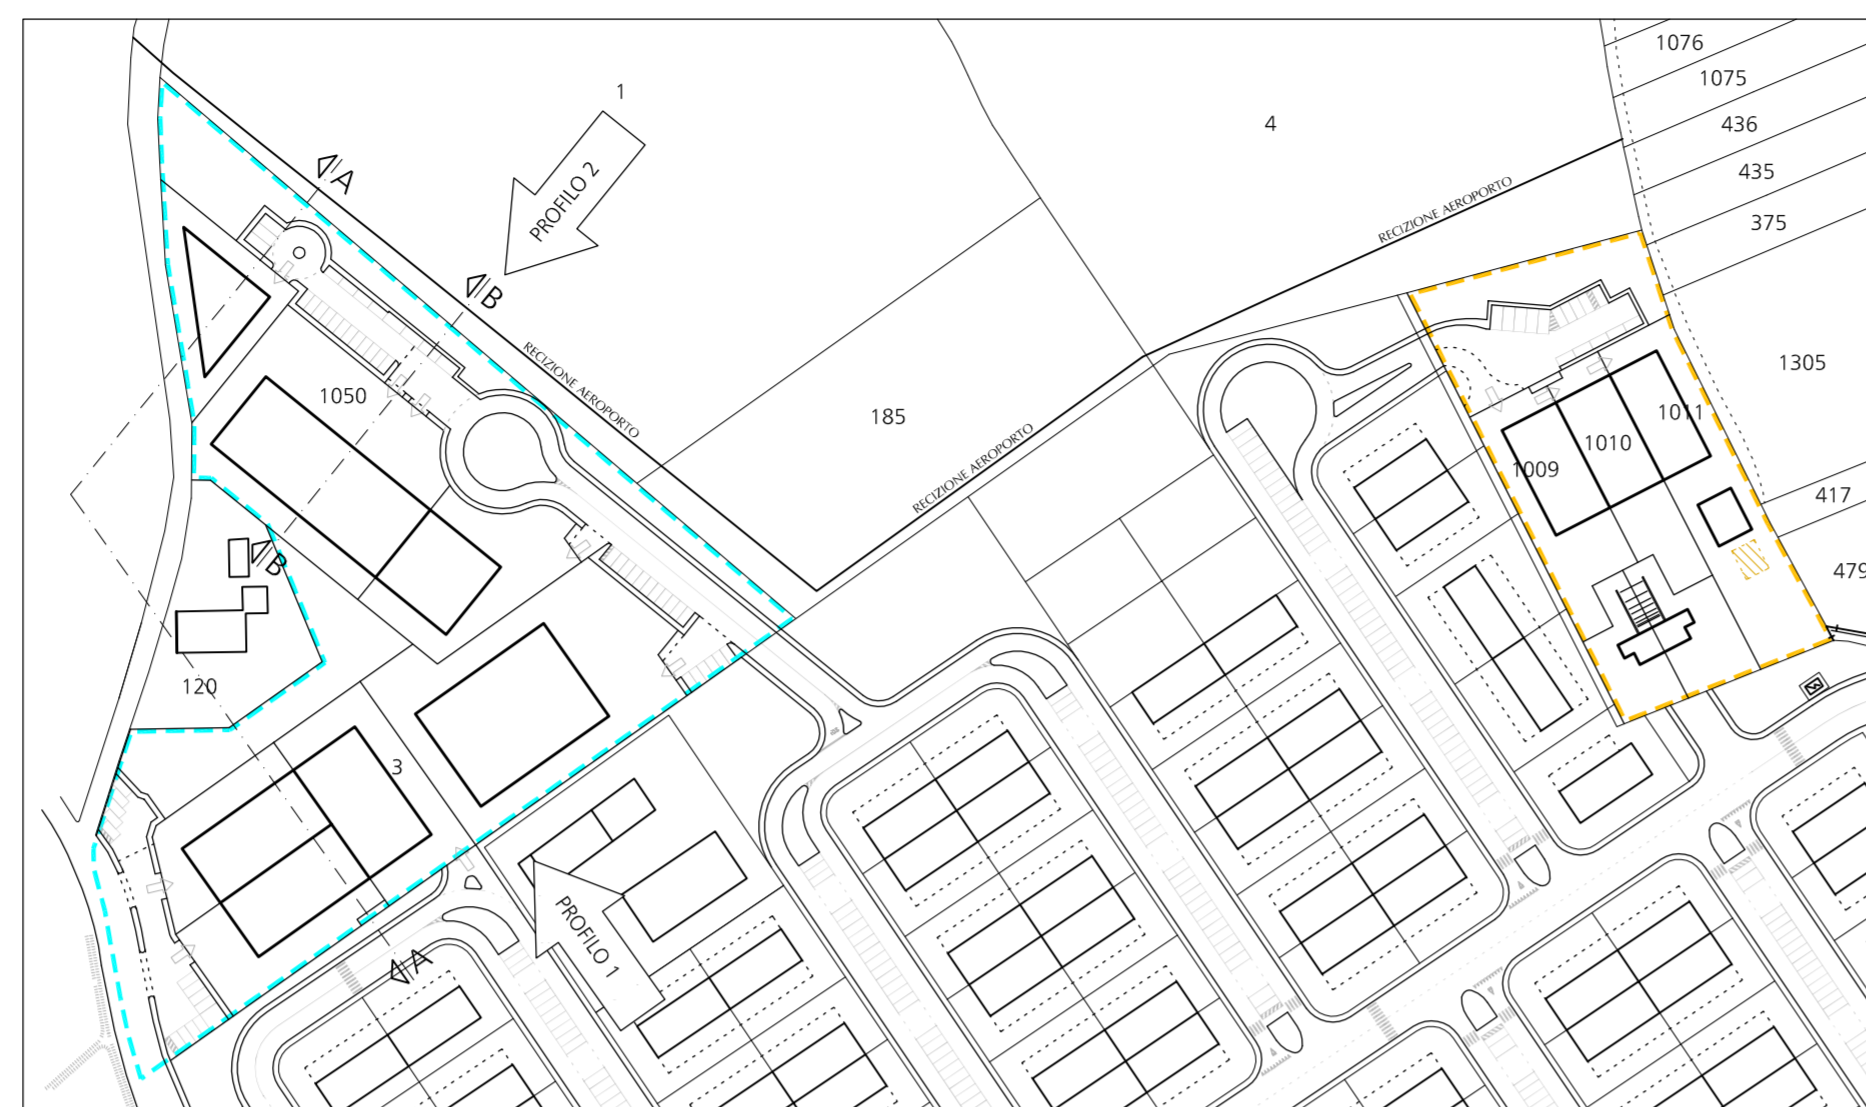 1076
1075
436
435
375
1
4
A
PROFILO 2
B
RECIZIONE AEROPORTO
RECIZIONE AEROPORTO
RECIZIONE AEROPORTO
1050
185
1305
1011
1010
1009
417
479
B
120
3
PROFILO 1
A